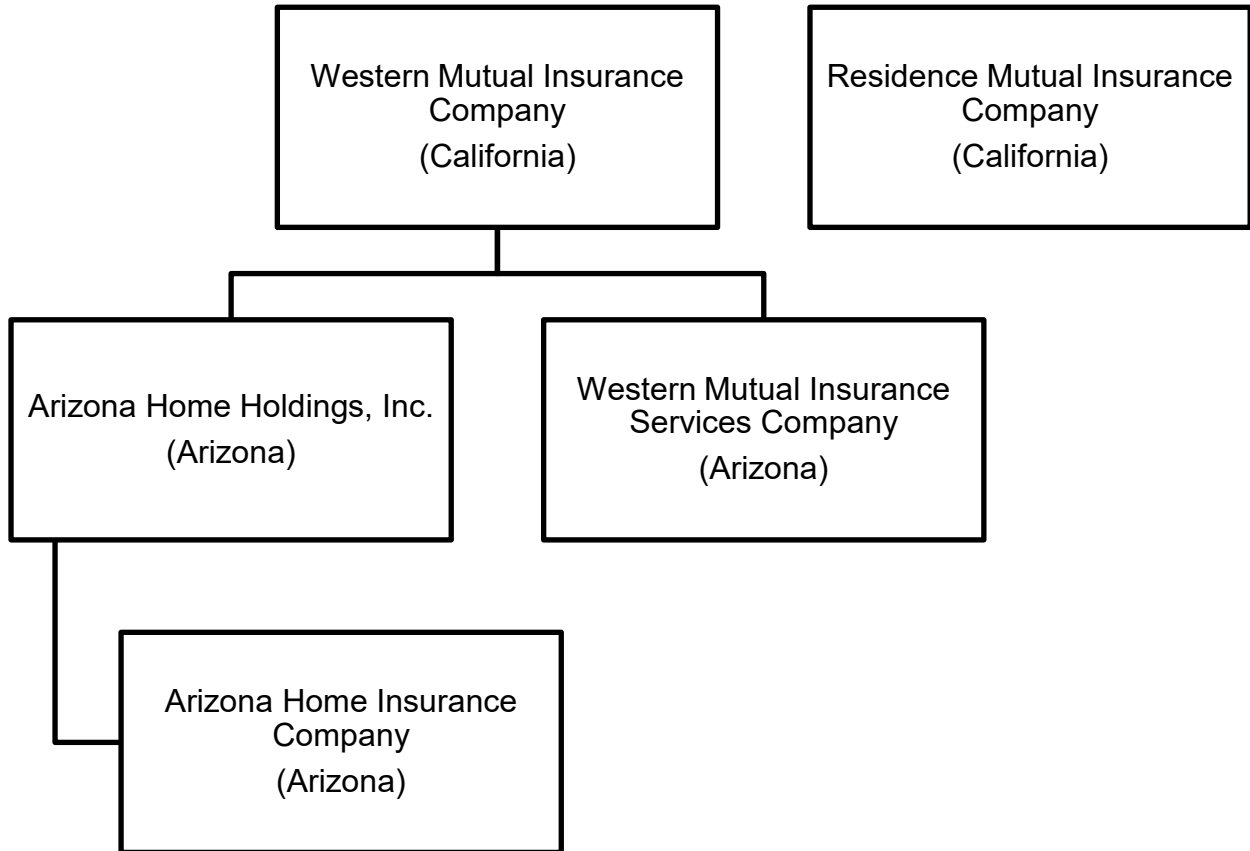 Western Mutual Insurance
Company
(California)
Residence Mutual Insurance
Company
(California)
Arizona Home Holdings, Inc.
(Arizona)
Western Mutual Insurance
Services Company
(Arizona)
Arizona Home Insurance
Company
(Arizona)